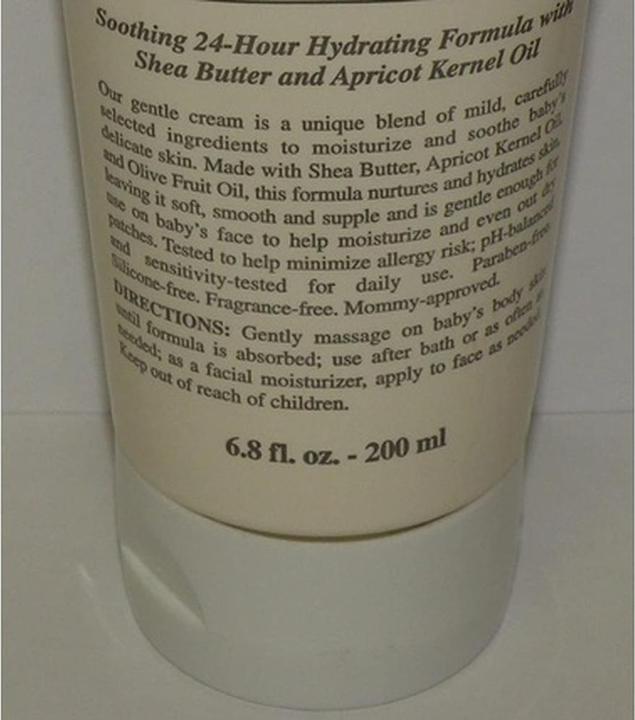 Soothing 24-Hour Hydrating Formula with
Shea Butter and Apricot Kernel Oil
Our gentle cream is a unique blend of mild, carefully
selected ingredients to moisturize and soothe baby's
delicate skin. Made with Shea Butter, Apricot Kernel Oil,
and Olive Fruit Oil, this formula nurtures and hydrates skin,
leaving it soft, smooth and supple and is gentle enough for
use on baby's face to help moisturize and even out dry
patches. Tested to help minimize allergy risk; pH-balanced
and sensitivity-tested for daily use. Paraben-free.
Silicone-free. Fragrance-free. Mommy-approved.
DIRECTIONS: Gently massage on baby's body skin
until formula is absorbed; use after bath or as often as
needed; as a facial moisturizer, apply to face as needed.
Keep out of reach of children.
6.8 fl. oz. - 200 ml